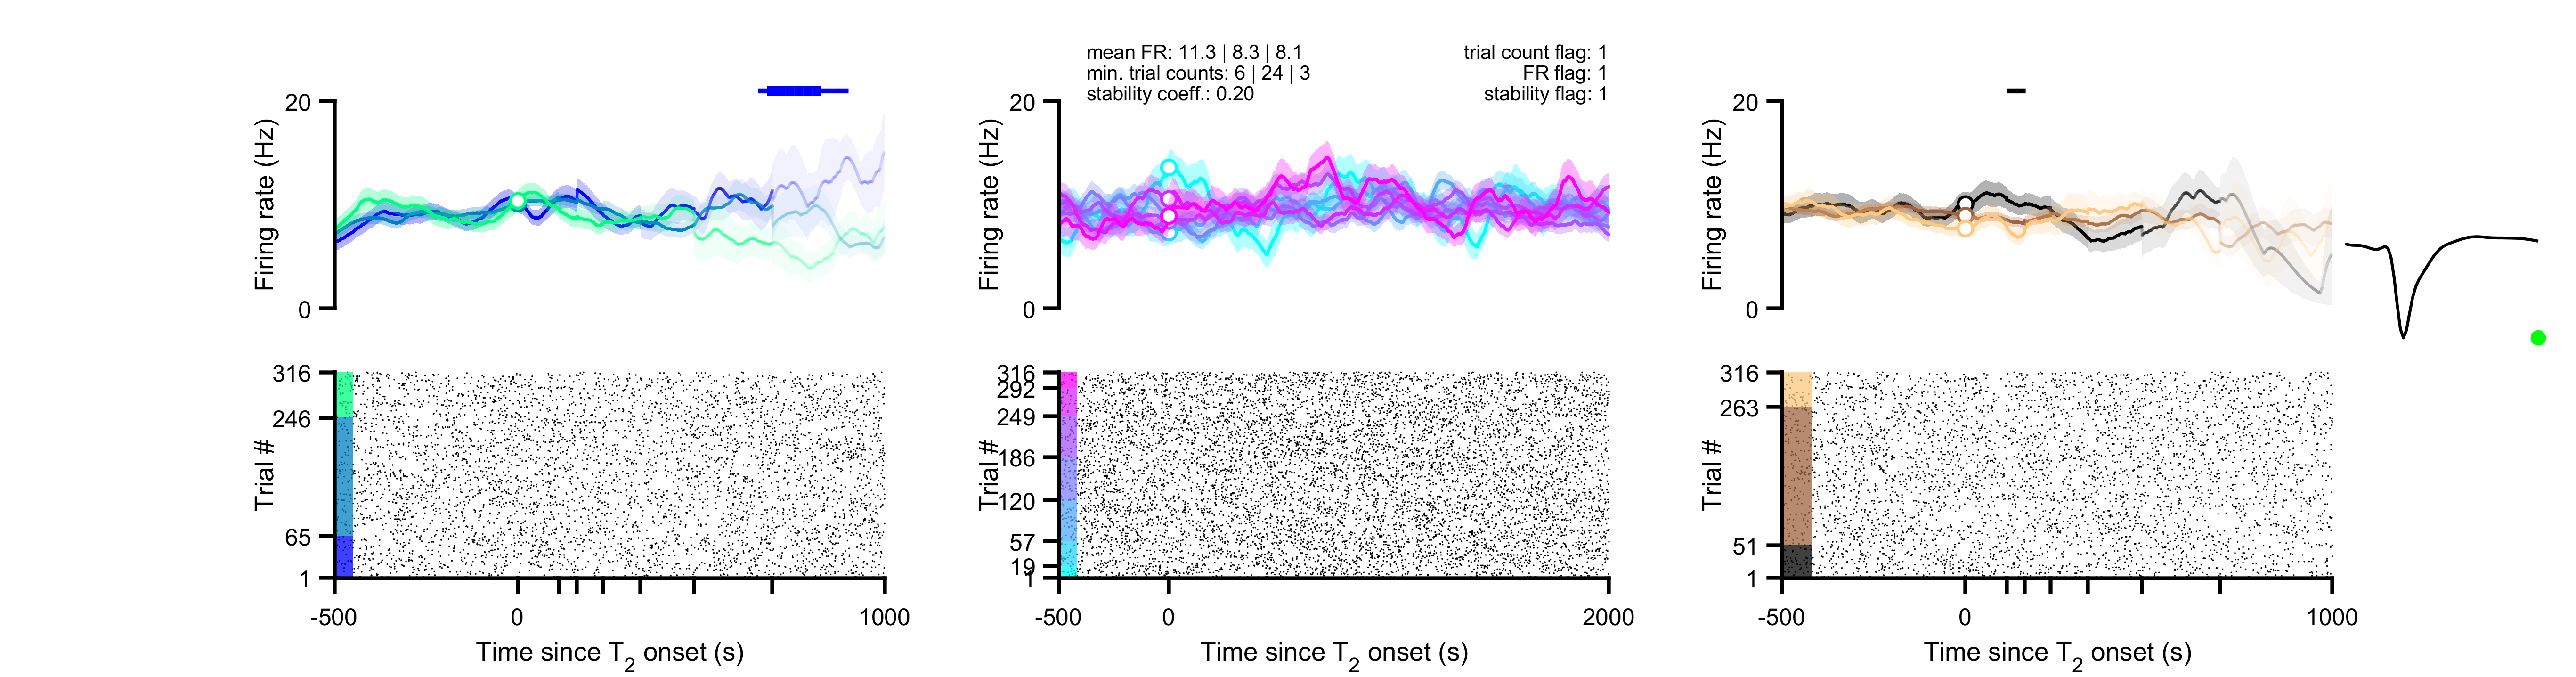 mean FR: 11.3 | 8.3 | 8.1
min. trial counts: 6 | 24 | 3
stability coeff.: 0.20
trial count flag: 1
FR flag: 1
stability flag: 1
20
0
Firing rate (Hz)
20
0
Firing rate (Hz)
20
0
Firing rate (Hz)
316
246
65
1
Trial #
-500
0
1000
Time since T2 onset (s)
316
292
249
186
120
57
19
1
Trial #
-500
0
2000
Time since T2 onset (s)
316
263
51
1
Trial #
-500
0
1000
Time since T2 onset (s)